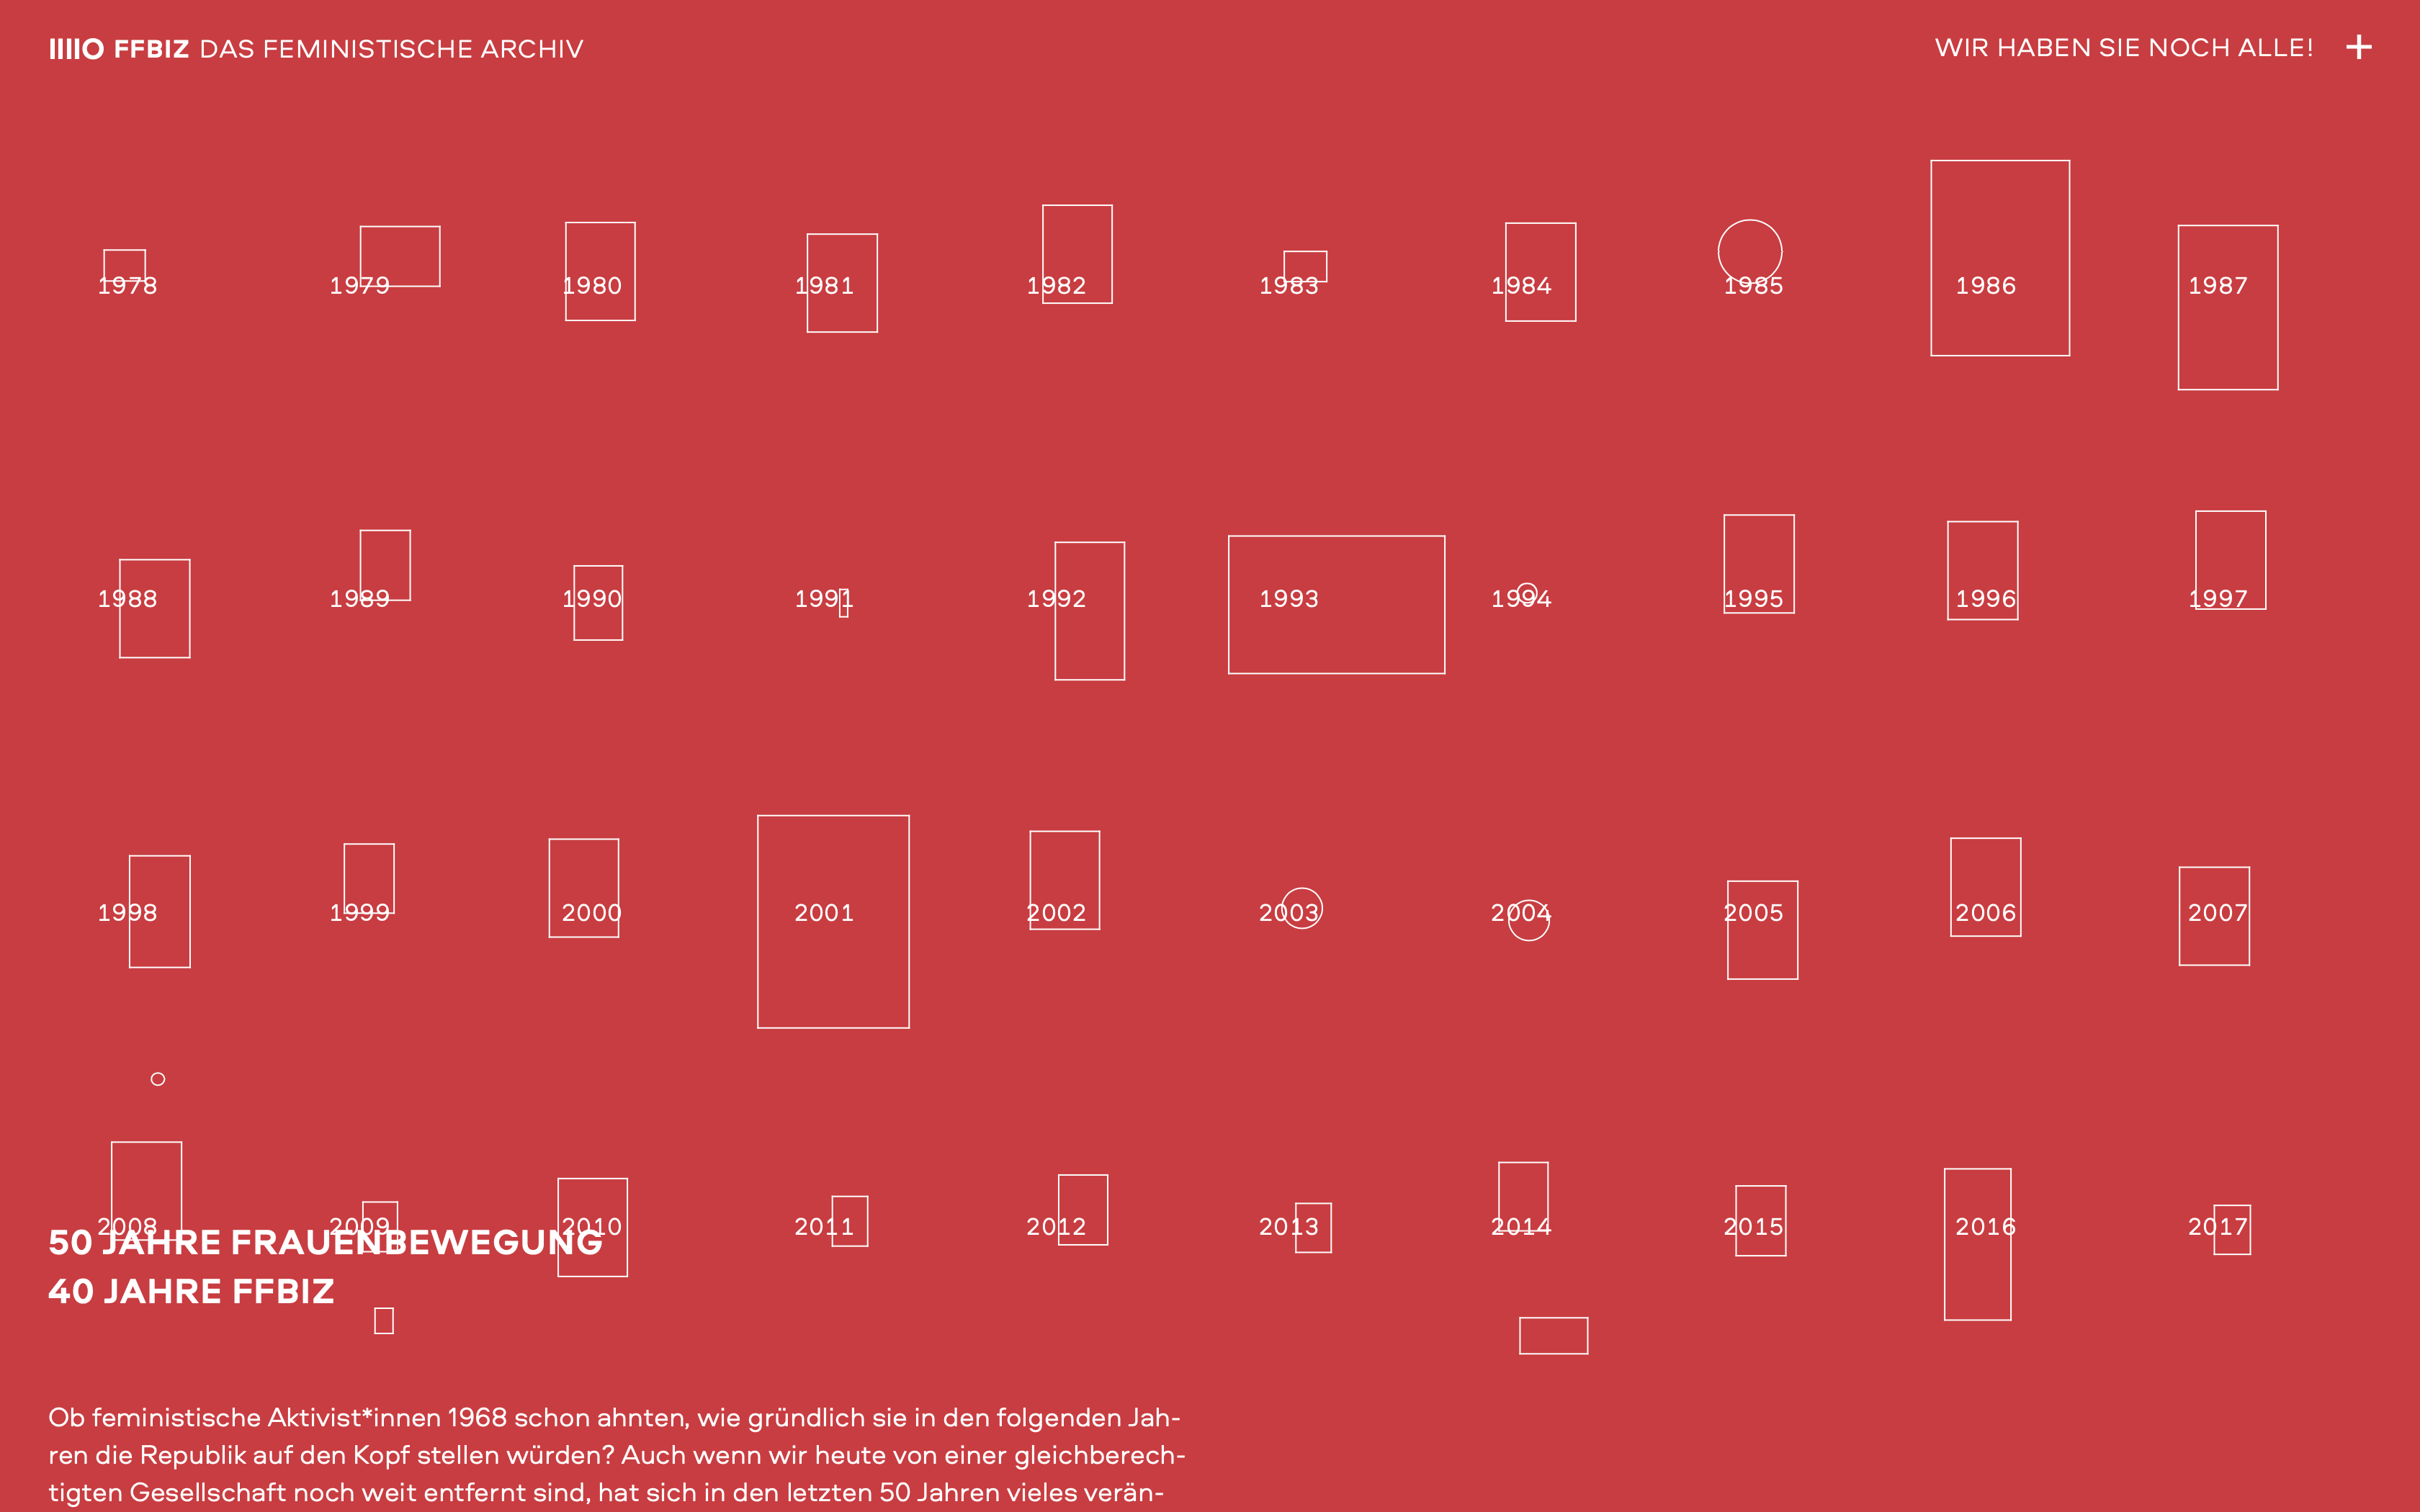 FFBIZ DAS FEMINISTISCHE ARCHIV
WIR HABEN SIE NOCH ALLE! +
1978 1979 1980 1981 1982 1983 1984 1985 1986 1987
1988 1989 1990 1991 1992 1993 1994 1995 1996 1997
1998 1999 2000 2001 2002 2003 2004 2005 2006 2007
2008 2009 2010 2011 2012 2013 2014 2015 2016 2017
50 JAHRE FRAUENBEWEGUNG
40 JAHRE FFBIZ
Ob feministische Aktivist*innen 1968 schon ahnten, wie gründlich sie in den folgenden Jah-
ren die Republik auf den Kopf stellen würden? Auch wenn wir heute von einer gleichberech-
tigten Gesellschaft noch weit entfernt sind, hat sich in den letzten 50 Jahren vieles verän-